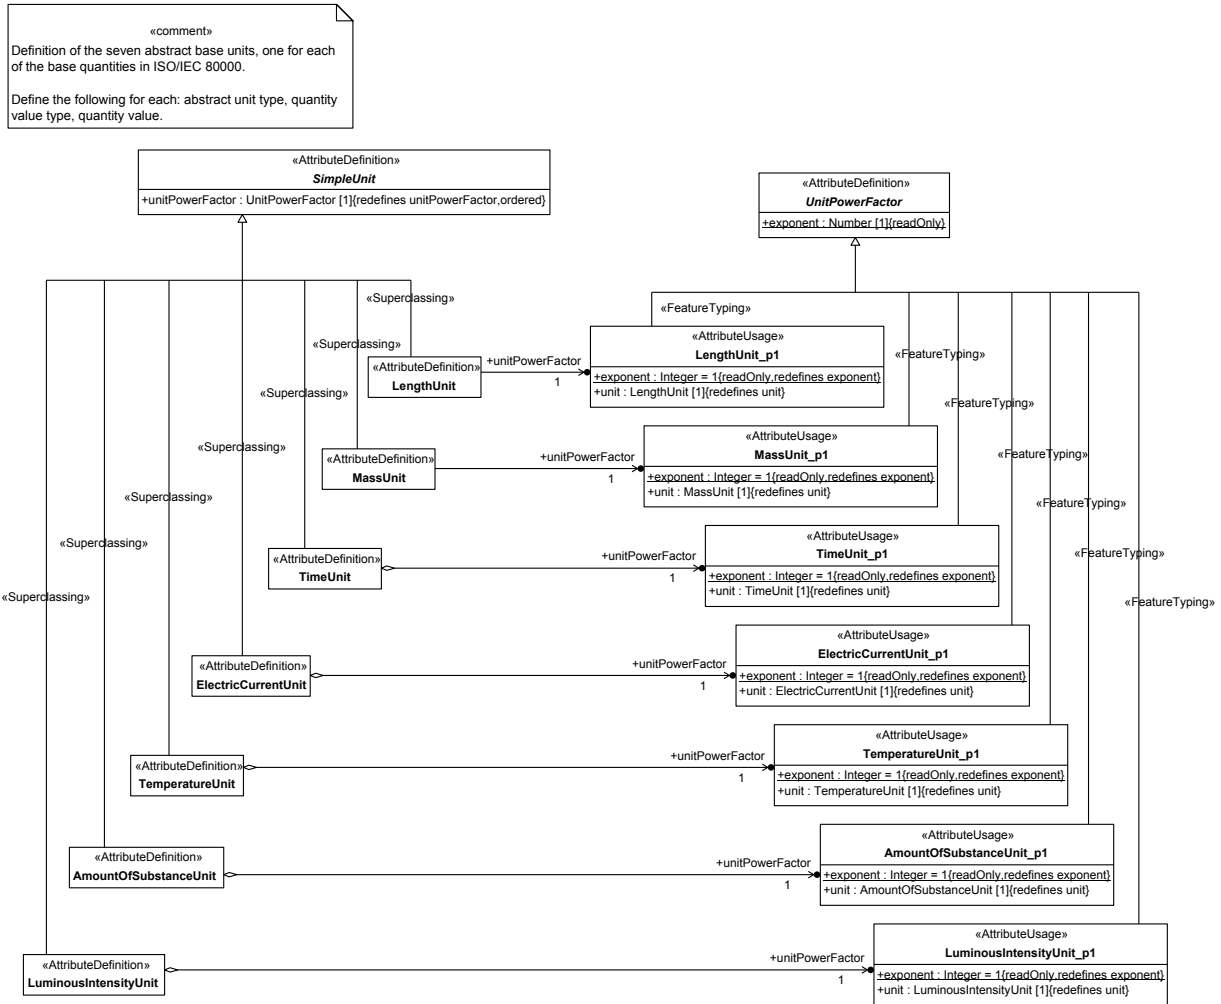 «comment»
Definition of the seven abstract base units, one for each
of the base quantities in ISO/IEC 80000.
Define the following for each: abstract unit type, quantity
value type, quantity value.
«AttributeDefinition»
SimpleUnit
+unitPowerFactor : UnitPowerFactor [1]{redefines unitPowerFactor,ordered}
«AttributeDefinition»
UnitPowerFactor
+exponent : Number [1]{readOnly}
«Superclassing»
«FeatureTyping»
«AttributeUsage»
LengthUnit_p1
+exponent : Integer = 1{readOnly,redefines exponent}
+unit : LengthUnit [1]{redefines unit}
«Superclassing»
«FeatureTyping»
«AttributeDefinition»
LengthUnit
+unitPowerFactor
1
«Superclassing»
«FeatureTyping»
«AttributeUsage»
MassUnit_p1
+exponent : Integer = 1{readOnly,redefines exponent}
+unit : MassUnit [1]{redefines unit}
«Superclassing»
«FeatureTyping»
«AttributeDefinition»
MassUnit
+unitPowerFactor
1
«Superclassing»
«FeatureTyping»
«AttributeUsage»
TimeUnit_p1
+exponent : Integer = 1{readOnly,redefines exponent}
+unit : TimeUnit [1]{redefines unit}
«Superclassing»
«FeatureTyping»
«AttributeDefinition»
TimeUnit
+unitPowerFactor
1
«Superclassing»
«FeatureTyping»
«AttributeUsage»
ElectricCurrentUnit_p1
+exponent : Integer = 1{readOnly,redefines exponent}
+unit : ElectricCurrentUnit [1]{redefines unit}
«AttributeDefinition»
ElectricCurrentUnit
+unitPowerFactor
1
«AttributeUsage»
TemperatureUnit_p1
+exponent : Integer = 1{readOnly,redefines exponent}
+unit : TemperatureUnit [1]{redefines unit}
«AttributeDefinition»
TemperatureUnit
+unitPowerFactor
1
«AttributeUsage»
AmountOfSubstanceUnit_p1
+exponent : Integer = 1{readOnly,redefines exponent}
+unit : AmountOfSubstanceUnit [1]{redefines unit}
«AttributeDefinition»
AmountOfSubstanceUnit
+unitPowerFactor
1
«AttributeUsage»
LuminousIntensityUnit_p1
+exponent : Integer = 1{readOnly,redefines exponent}
+unit : LuminousIntensityUnit [1]{redefines unit}
«AttributeDefinition»
LuminousIntensityUnit
+unitPowerFactor
1